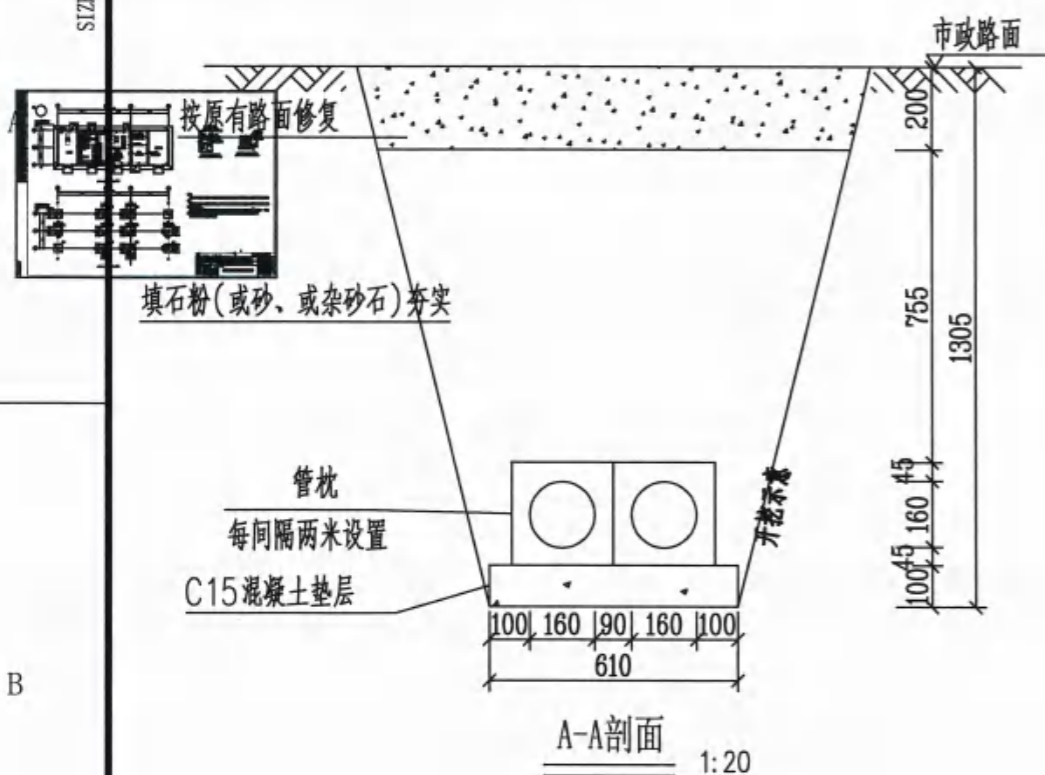 SIZE
市政路面
按原有路面修复
200
填石粉(或砂、或杂砂石)夯实
755
1305
管枕
每间隔两米设置
开挖示意
45
160
45
100
C15混凝土垫层
100 160 90 160 100
610
B
A-A剖面
1:20